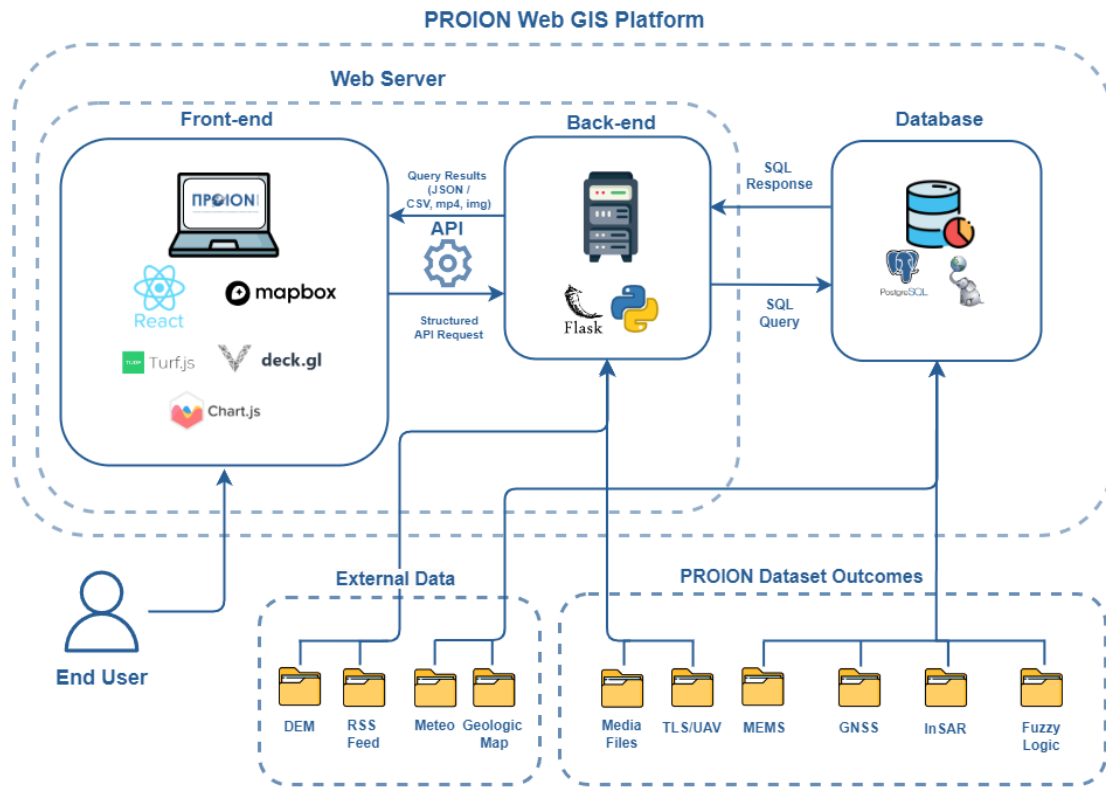 PROION Web GIS Platform
Web Server
Front-end
Back-end
Database
ΠΡΟΙΟΝ
React
mapbox
Turf.js
deck.gl
Chart.js
Query Results
(JSON /
CSV, mp4, img)
API
Structured
API Request
Flask
SQL
Response
SQL
Query
PostgreSQL
End User
External Data
DEM
RSS
Feed
Meteo
Geologic
Map
PROION Dataset Outcomes
Media
Files
TLS/UAV
MEMS
GNSS
InSAR
Fuzzy
Logic